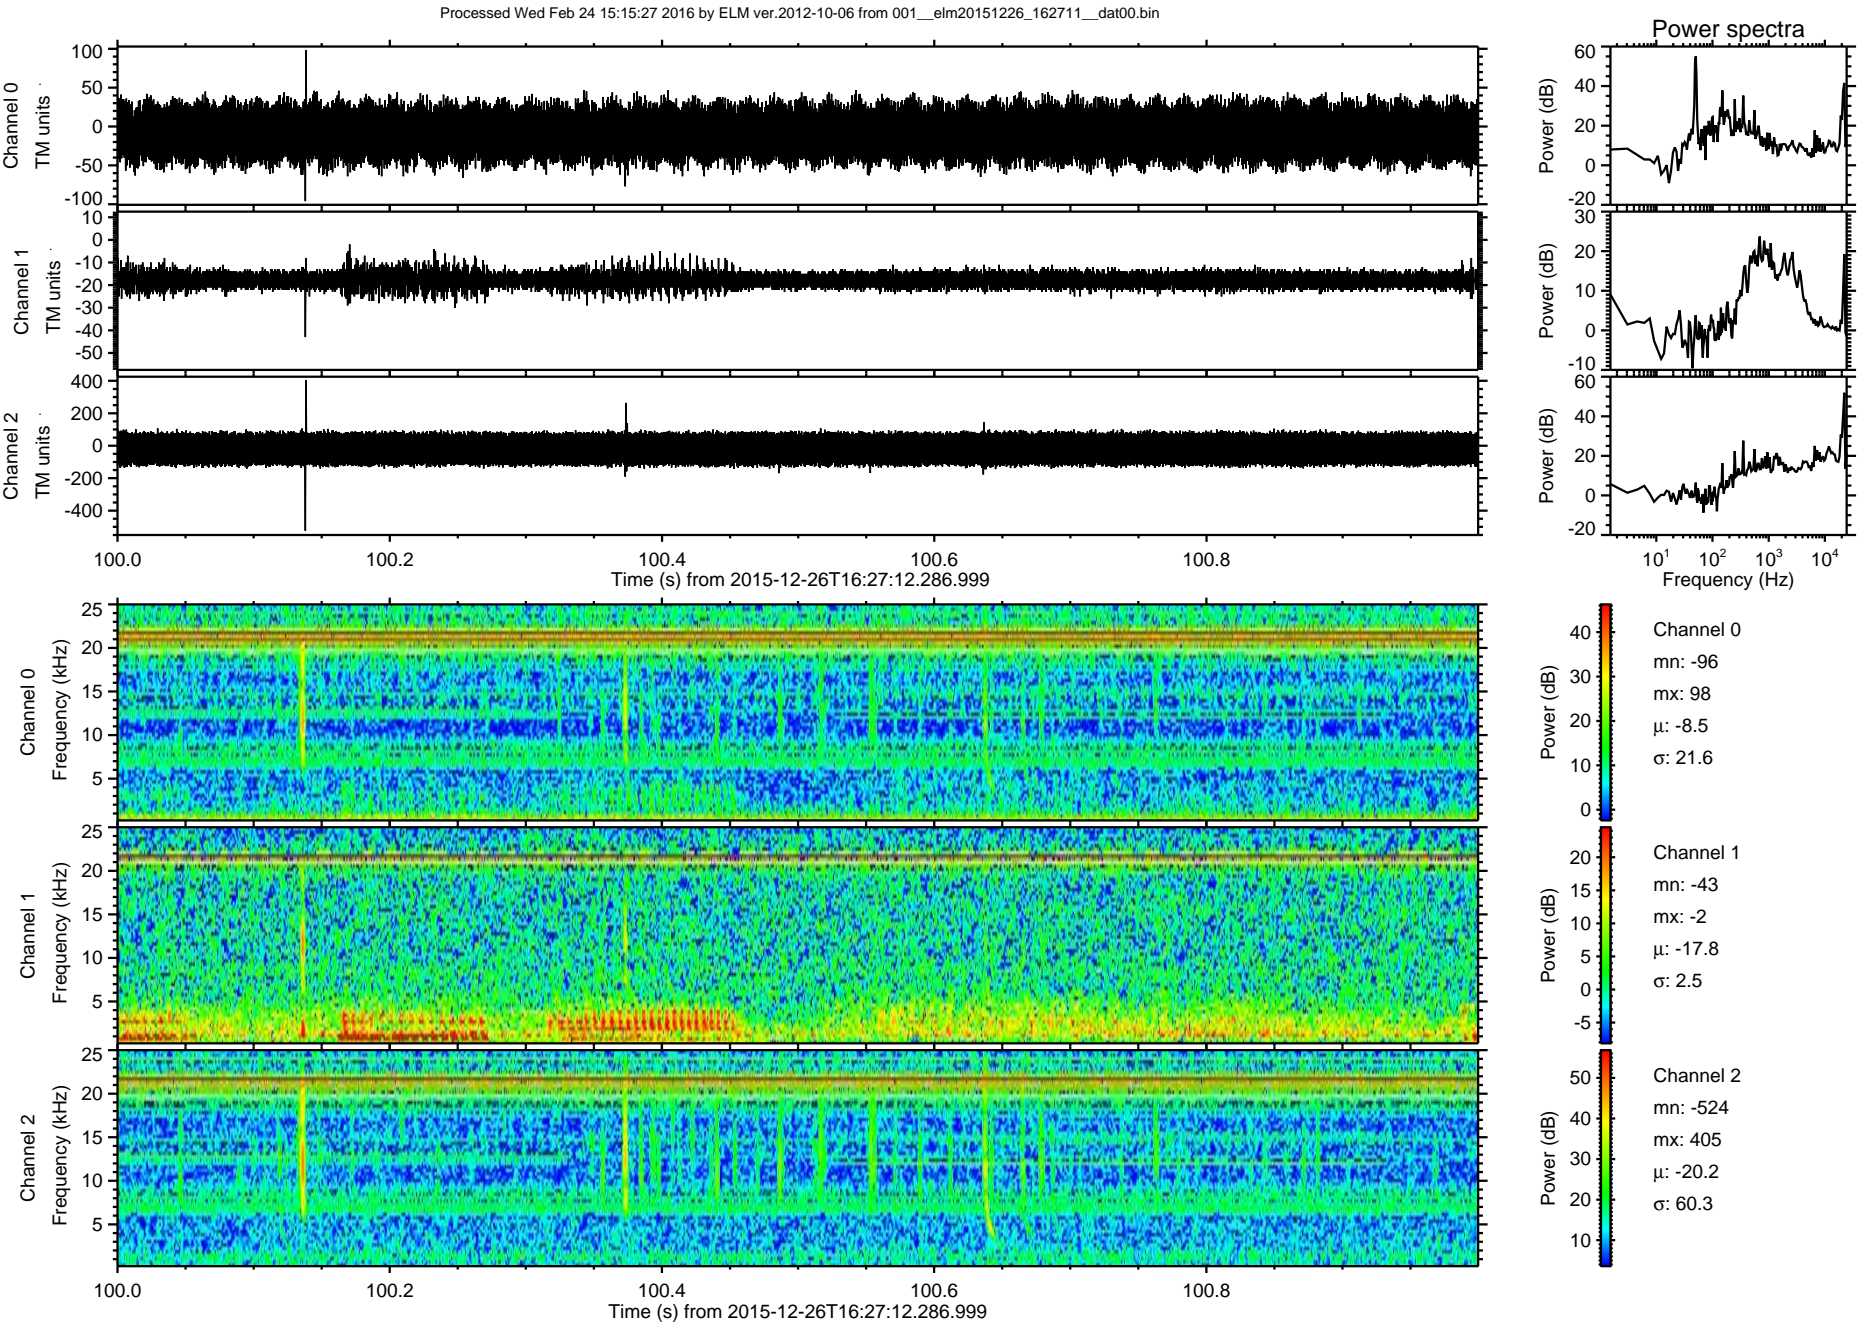 Processed Wed Feb 24 15:15:27 2016 by ELM ver.2012-10-06 from 001__elm20151226_162711__dat00.bin
Power spectra
Channel 0
TM units
100
50
0
-50
-100
Power (dB)
60
40
20
0
-20
Channel 1
TM units
10
0
-10
-20
-30
-40
-50
Power (dB)
30
20
10
0
-10
Channel 2
TM units
400
200
0
-200
-400
Power (dB)
60
40
20
0
-20
100.0 100.2 100.4 100.6 100.8
Time (s) from 2015-12-26T16:27:12.286.999
10¹ 10² 10³ 10⁴
Frequency (Hz)
Channel 0
Frequency (kHz)
25
20
15
10
5
Power (dB)
40
30
20
10
0
Channel 0
mn: -96
mx: 98
μ: -8.5
σ: 21.6
Channel 1
Frequency (kHz)
25
20
15
10
5
Power (dB)
20
15
10
5
0
-5
Channel 1
mn: -43
mx: -2
μ: -17.8
σ: 2.5
Channel 2
Frequency (kHz)
25
20
15
10
5
Power (dB)
50
40
30
20
10
Channel 2
mn: -524
mx: 405
μ: -20.2
σ: 60.3
100.0 100.2 100.4 100.6 100.8
Time (s) from 2015-12-26T16:27:12.286.999